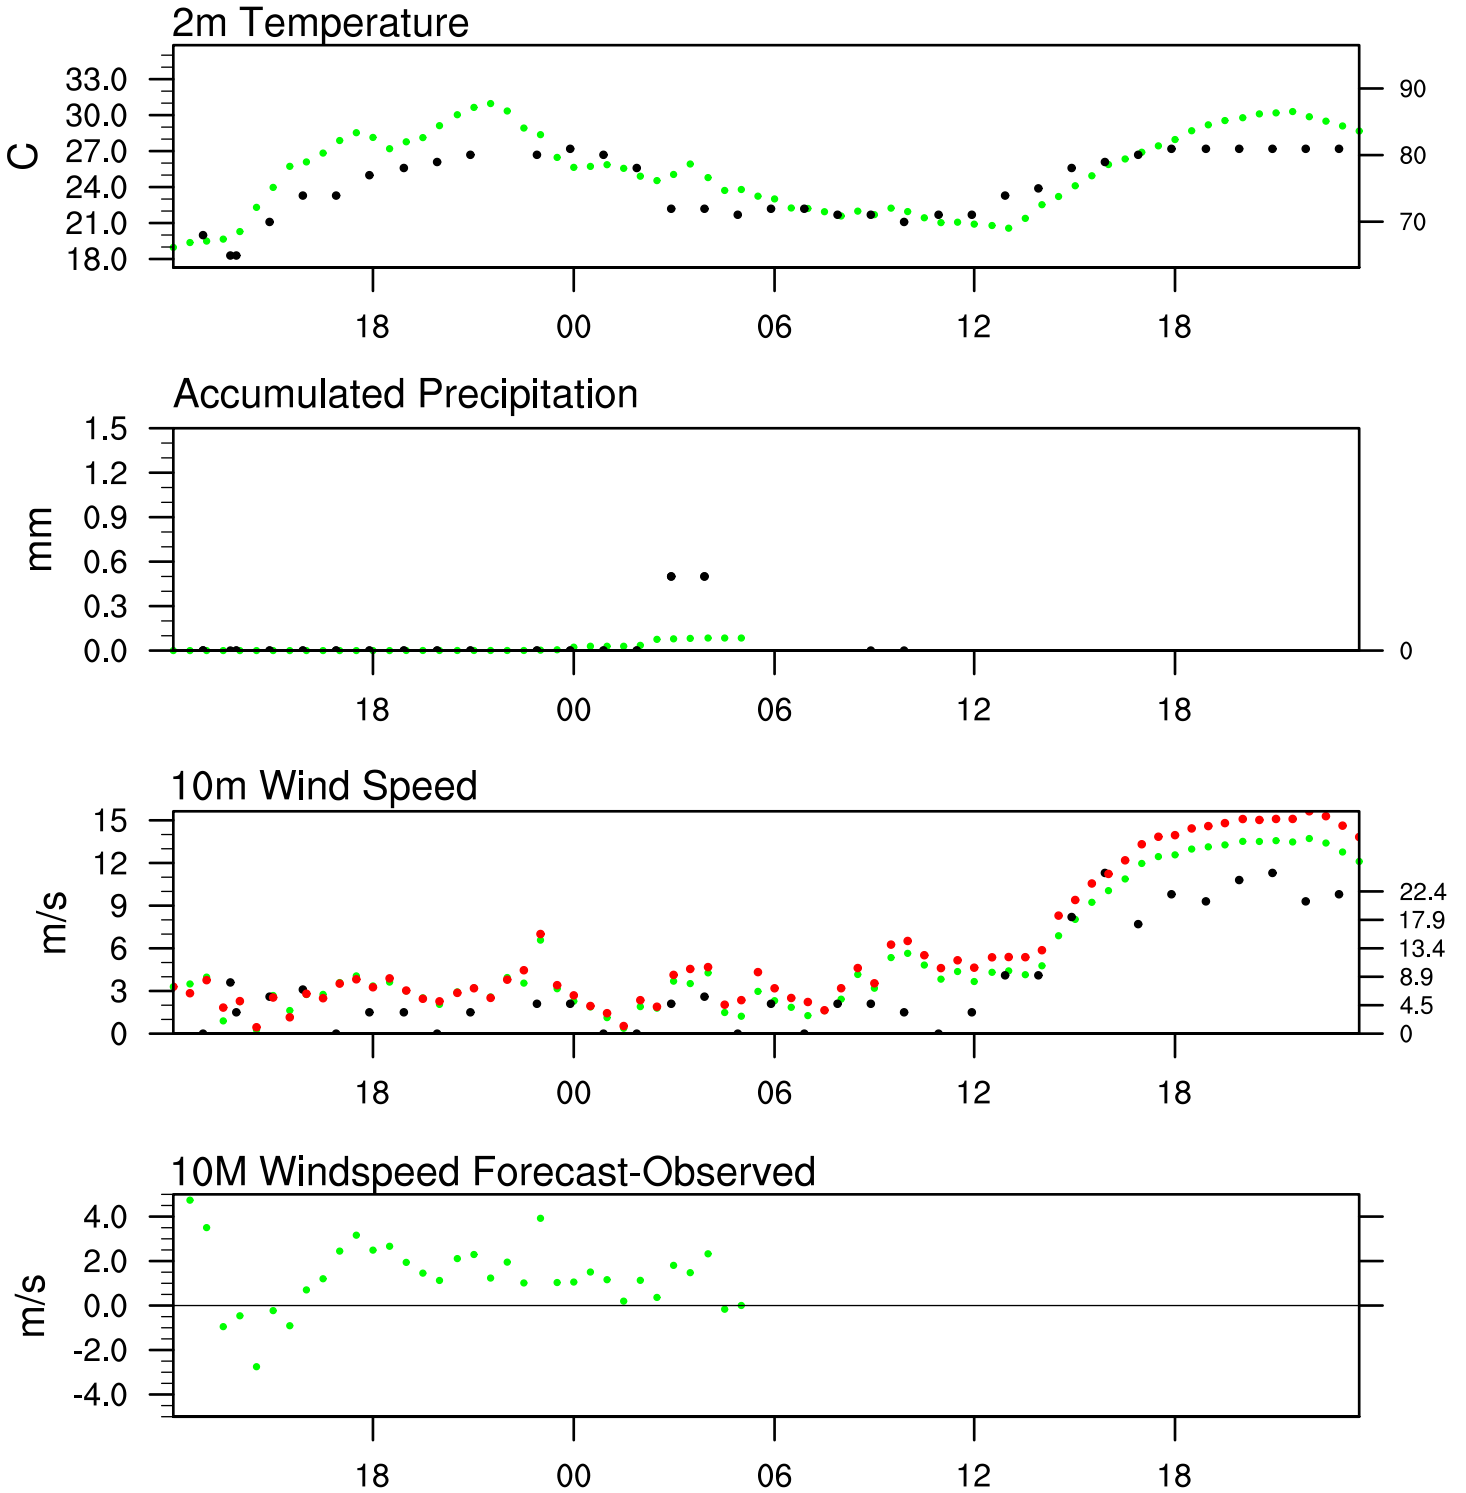 2m Temperature
C
33.0
30.0
27.0
24.0
21.0
18.0
90
80
70
18 00 06 12 18
Accumulated Precipitation
mm
1.5
1.2
0.9
0.6
0.3
0.0
0
18 00 06 12 18
10m Wind Speed
m/s
15
12
9
6
3
0
22.4
17.9
13.4
8.9
4.5
0
18 00 06 12 18
10M Windspeed Forecast-Observed
m/s
4.0
2.0
0.0
-2.0
-4.0
18 00 06 12 18